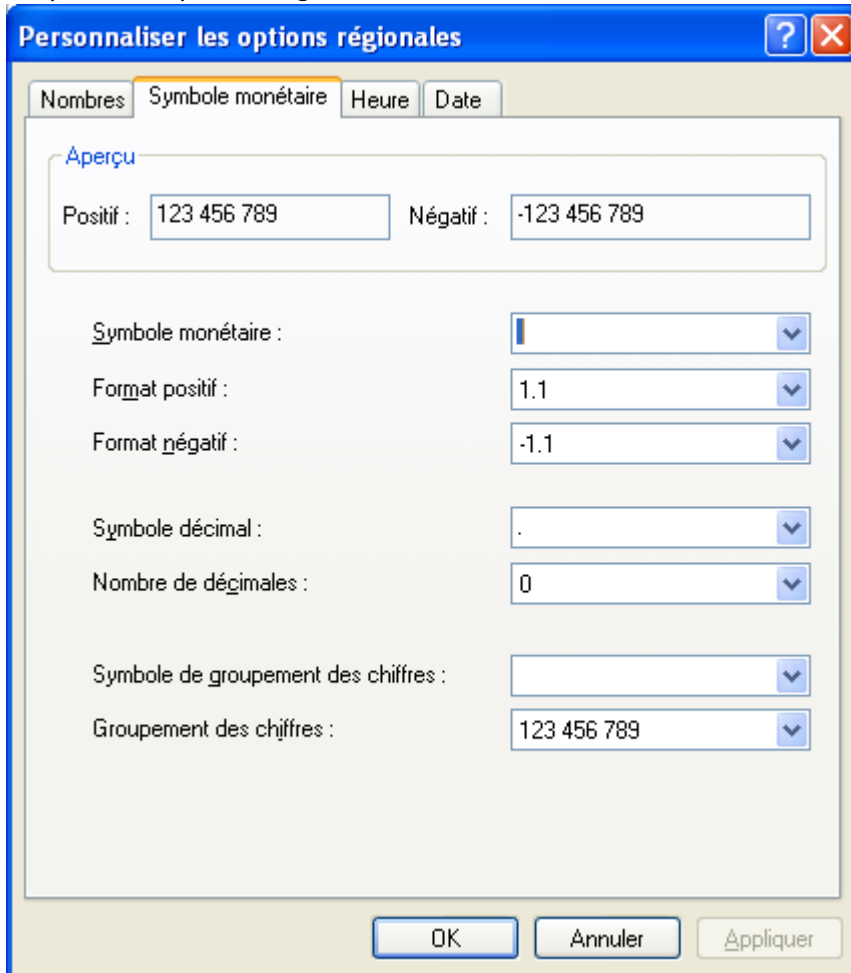 Personnaliser les options régionales
Nombres Symbole monétaire Heure Date
Aperçu
Positif : 123 456 789 Négatif : -123 456 789
Symbole monétaire :
Format positif : 1.1
Format négatif : -1.1
Symbole décimal : .
Nombre de décimales : 0
Symbole de groupement des chiffres :
Groupement des chiffres : 123 456 789
OK Annuler Appliquer